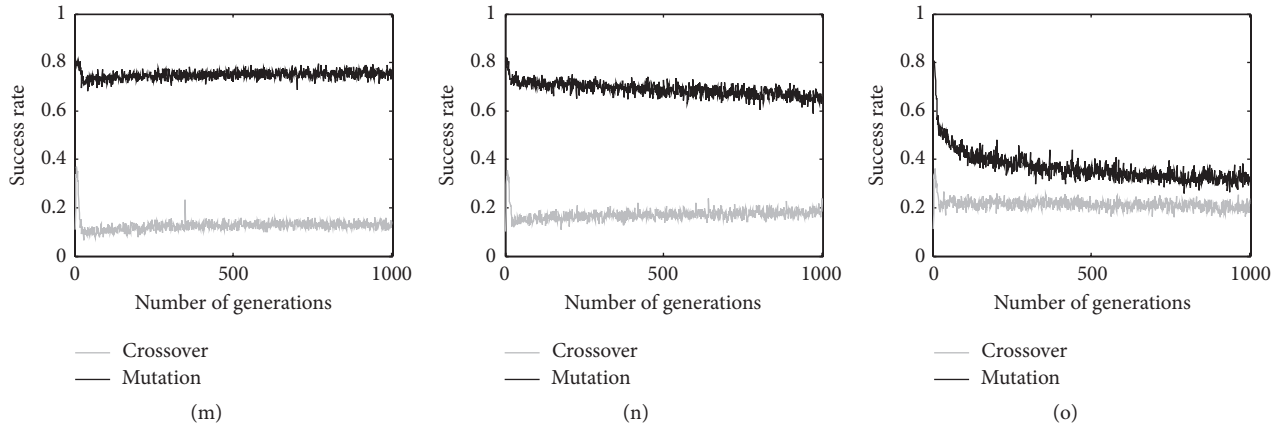 1
0.8
0.6
0.4
0.2
0
Success rate
0
500
1000
Number of generations
Crossover
Mutation
(m)
1
0.8
0.6
0.4
0.2
0
Success rate
0
500
1000
Number of generations
Crossover
Mutation
(n)
1
0.8
0.6
0.4
0.2
0
Success rate
0
500
1000
Number of generations
Crossover
Mutation
(o)